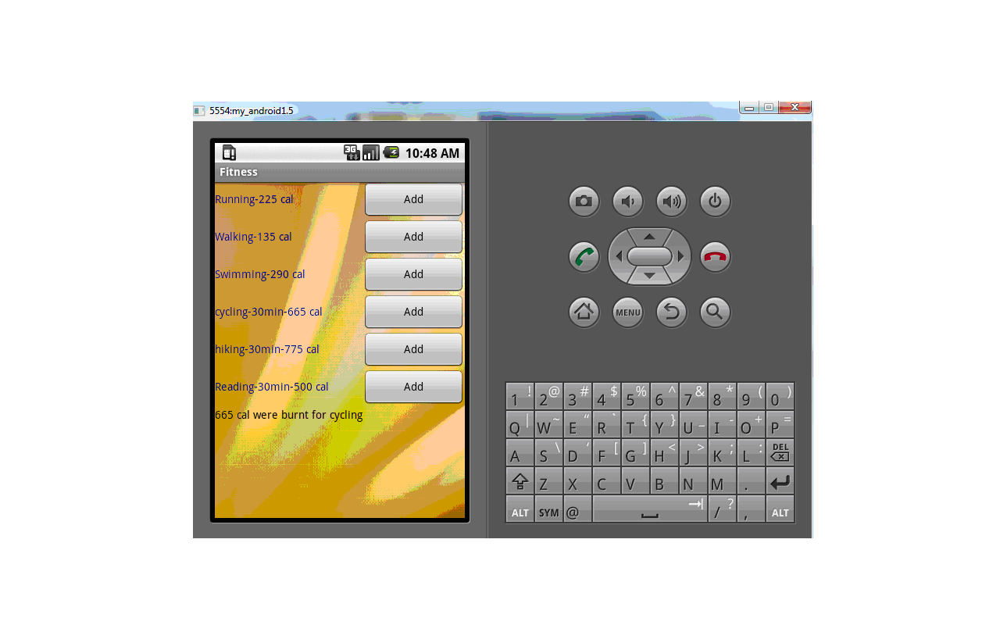 5554:my_android1.5
3G 10:48 AM
Fitness
Running-225 cal Add
Walking-135 cal Add
Swimming-290 cal Add
cycling-30min-665 cal Add
hiking-30min-775 cal Add
Reading-30min-500 cal Add
665 cal were burnt for cycling
MENU
1 ! 2 @ 3 # 4 $ 5 % 6 ^ 7 & 8 * 9 ( 0 )
Q | W ~ E “ R ` T { Y } U _ I - O + P =
A S \ D ‘ F [ G ] H < J > K ; L : DEL
Z X C V B N M .
ALT SYM @ / ? , ALT